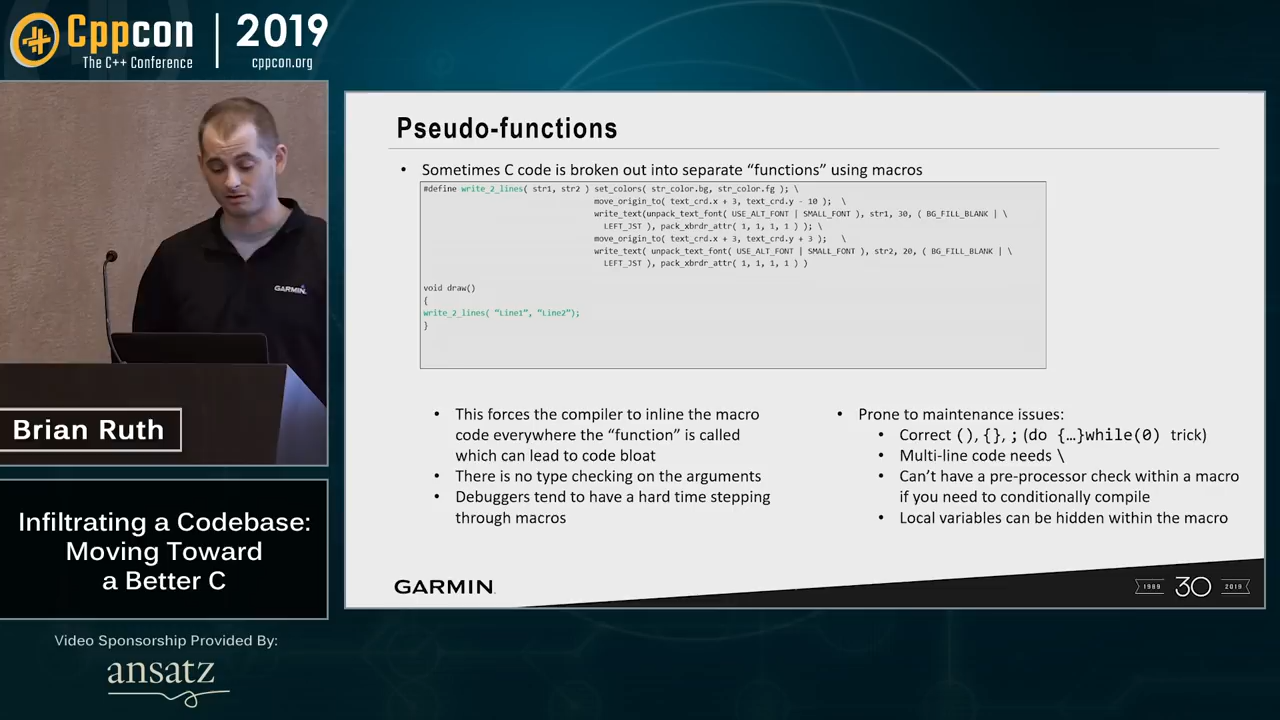 Cppcon
The C++ Conference
2019
cppcon.org
GARMIN
Brian Ruth
Infiltrating a Codebase:
Moving Toward
a Better C
Video Sponsorship Provided By:
ansatz
Pseudo-functions
• Sometimes C code is broken out into separate “functions” using macros
#define write_2_lines( str1, str2 ) set_colors( str_color.bg, str_color.fg ); \
move_origin_to( text_crd.x + 3, text_crd.y - 10 ); \
write_text(unpack_text_font( USE_ALT_FONT | SMALL_FONT ), str1, 30, ( BG_FILL_BLANK | \
LEFT_JST ), pack_xbrdr_attr( 1, 1, 1, 1 ) ); \
move_origin_to( text_crd.x + 3, text_crd.y + 3 ); \
write_text( unpack_text_font( USE_ALT_FONT | SMALL_FONT ), str2, 20, ( BG_FILL_BLANK | \
LEFT_JST ), pack_xbrdr_attr( 1, 1, 1, 1 ) )
void draw()
{
write_2_lines( “Line1”, “Line2”);
}
• This forces the compiler to inline the macro
code everywhere the “function” is called
which can lead to code bloat
• There is no type checking on the arguments
• Debuggers tend to have a hard time stepping
through macros
• Prone to maintenance issues:
• Correct (), {}, ; (do {…}while(0) trick)
• Multi-line code needs \
• Can’t have a pre-processor check within a macro
if you need to conditionally compile
• Local variables can be hidden within the macro
GARMIN
1989 30 2019